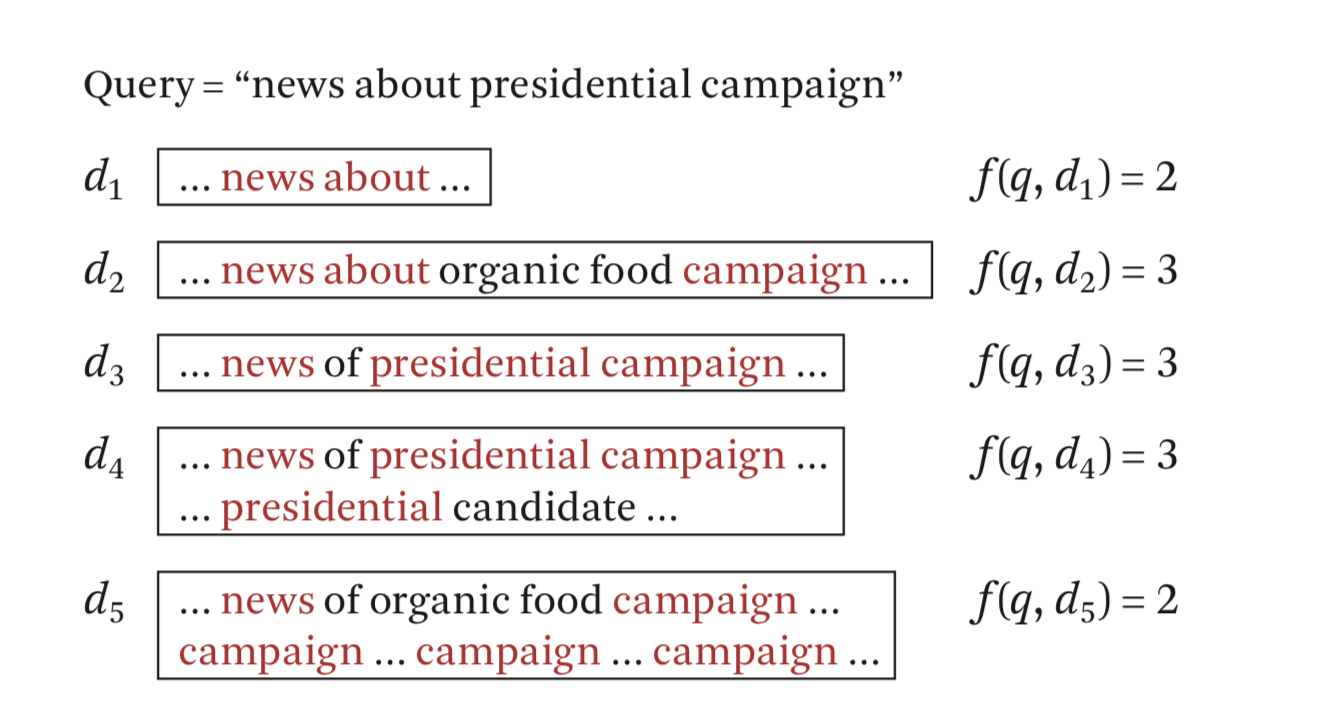 Query = “news about presidential campaign”
d₁ ... news about ... f(q, d₁) = 2
d₂ ... news about organic food campaign ... f(q, d₂) = 3
d₃ ... news of presidential campaign ... f(q, d₃) = 3
d₄ ... news of presidential campaign ... f(q, d₄) = 3
... presidential candidate ...
d₅ ... news of organic food campaign ... f(q, d₅) = 2
campaign ... campaign ... campaign ...